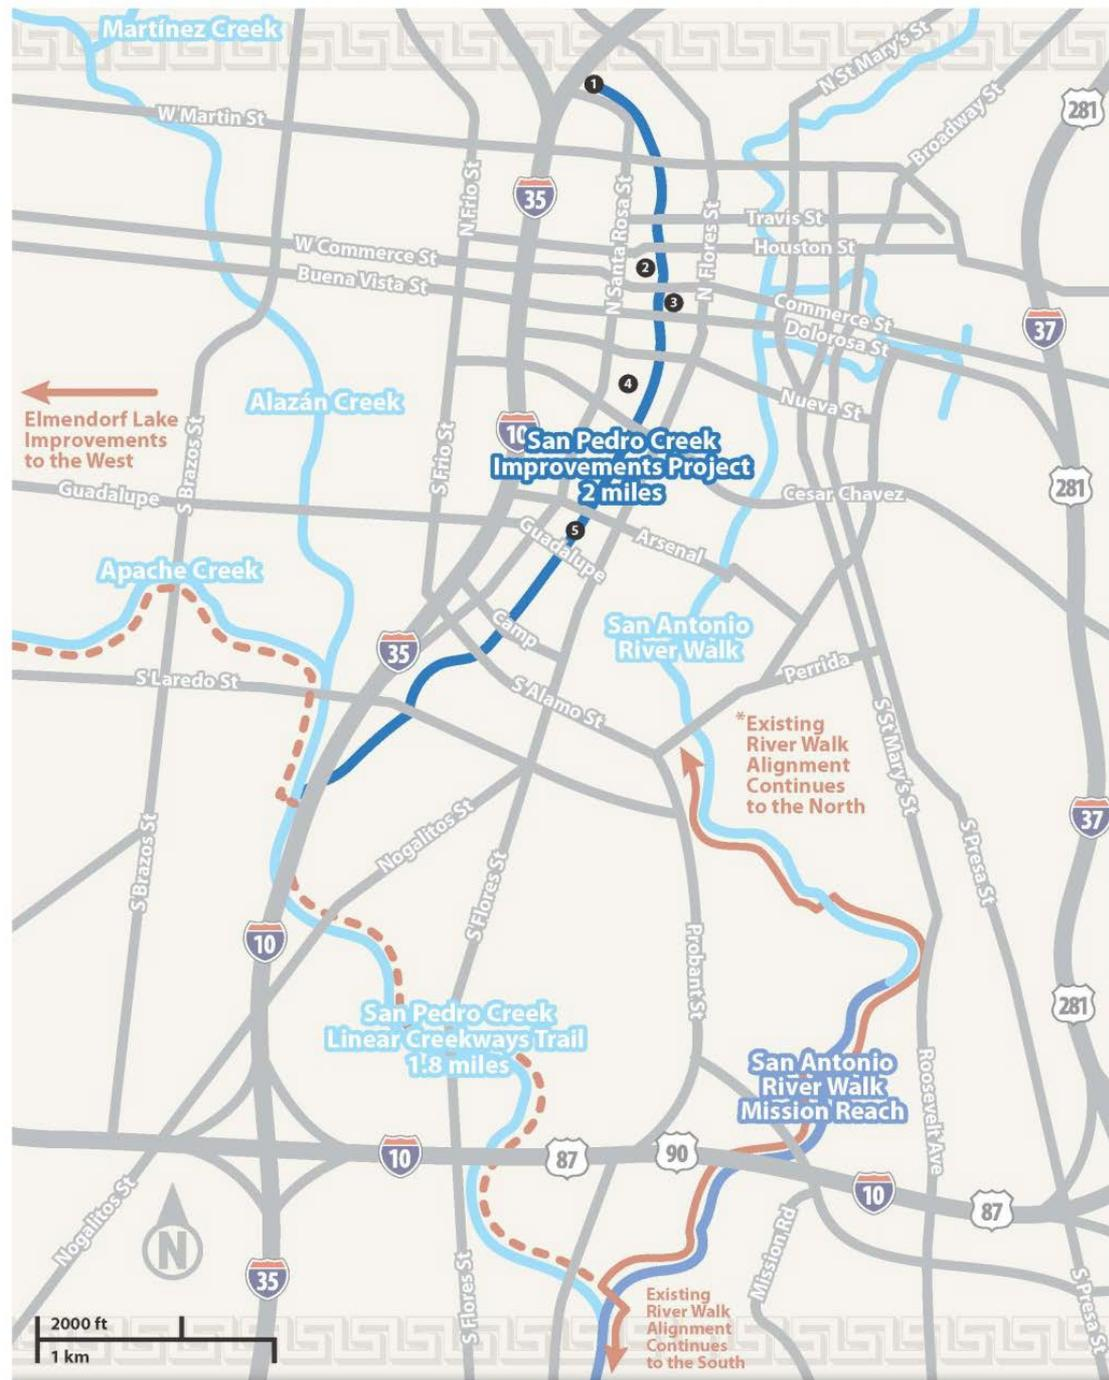 Martínez Creek
N St Mary's St
281
1
W Martin St
Broadway St
35
N Frio St
N Santa Rosa St
N Flores St
Travis St
W Commerce St
Houston St
Buena Vista St
2
3
Commerce St
Dolorosa St
37
4
Nueva St
Elmendorf Lake
Improvements
to the West
Alazán Creek
10
San Pedro Creek
Improvements Project
2 miles
S Frio St
S Brazos St
Guadalupe
281
Cesar Chavez
5
Guadalupe
Arsenal
Apache Creek
Camp
San Antonio
River Walk
35
S Laredo St
S Alamo St
Perrida
*Existing
River Walk
Alignment
Continues
to the North
S St Mary's St
37
Nogalitos St
S Presa St
S Brazos St
S Flores St
10
Probant St
281
San Pedro Creek
Linear Creekways Trail
1.8 miles
San Antonio
River Walk
Mission Reach
Roosevelt Ave
10
87
90
10
87
Nogalitos St
N
35
S Flores St
Mission Rd
S Presa St
Existing
River Walk
Alignment
Continues
to the South
2000 ft
1 km